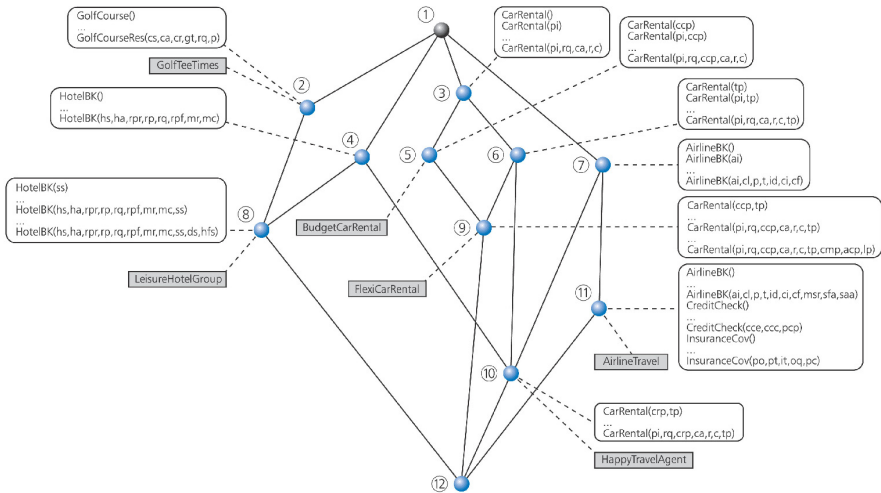 1
GolfCourse()
...
GolfCourseRes(cs,ca,cr,gt,rq,p)
GolfTeeTimes
2
CarRental()
CarRental(pi)
...
CarRental(pi,rq,ca,r,c)
3
CarRental(ccp)
CarRental(pi,ccp)
...
CarRental(pi,rq,ccp,ca,r,c)
HotelBK()
...
HotelBK(hs,ha,rpr,rp,rq,rpf,mr,mc)
4
5
6
CarRental(tp)
CarRental(pi,tp)
...
CarRental(pi,rq,ca,r,c,tp)
7
AirlineBK()
AirlineBK(ai)
...
AirlineBK(ai,cl,p,t,id,ci,cf)
HotelBK(ss)
...
HotelBK(hs,ha,rpr,rp,rq,rpf,mr,mc,ss)
...
HotelBK(hs,ha,rpr,rp,rq,rpf,mr,mc,ss,ds,hfs)
8
LeisureHotelGroup
BudgetCarRental
9
FlexiCarRental
CarRental(ccp,tp)
...
CarRental(pi,rq,ccp,ca,r,c,tp)
...
CarRental(pi,rq,ccp,ca,r,c,tp,cmp,acp,lp)
11
AirlineBK()
...
AirlineBK(ai,cl,p,t,id,ci,cf,msr,sfa,saa)
CreditCheck()
...
CreditCheck(cce,ccc,pcp)
InsuranceCov()
...
InsuranceCov(po,pt,it,oq,pc)
AirlineTravel
10
CarRental(crp,tp)
...
CarRental(pi,rq,crp,ca,r,c,tp)
HappyTravelAgent
12